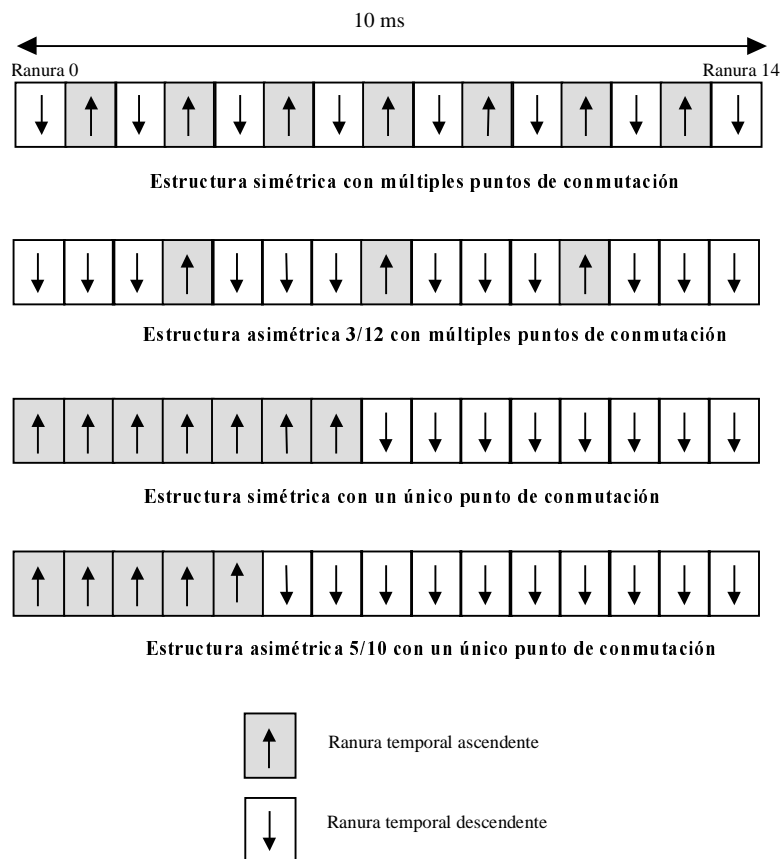 10 ms
Ranura 0
Ranura 14
Estructura simétrica con múltiples puntos de conmutación
Estructura asimétrica 3/12 con múltiples puntos de conmutación
Estructura simétrica con un único punto de conmutación
Estructura asimétrica 5/10 con un único punto de conmutación
Ranura temporal ascendente
Ranura temporal descendente